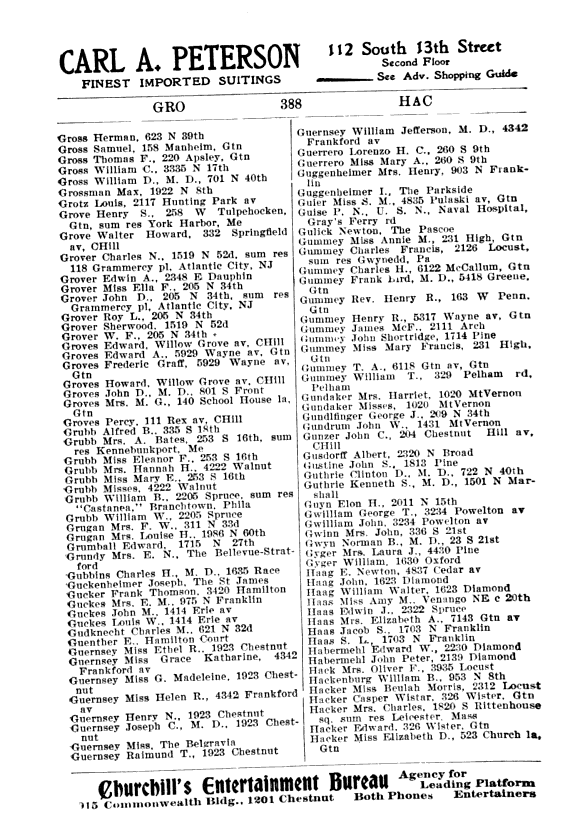 CARL A. PETERSON
FINEST IMPORTED SUITINGS
112 South 13th Street
Second Floor
See Adv. Shopping Guide
GRO 388 HAC
Gross Herman, 623 N 39th
Gross Samuel, 158 Manheim, Gtn
Gross Thomas F., 220 Apsley, Gtn
Gross William C., 3335 N 17th
Gross William D., M. D., 701 N 40th
Grossman Max, 1922 N 8th
Grotz Louis, 2117 Hunting Park av
Grove Henry S., 258 W Tulpehocken,
Gtn, sum res York Harbor, Me
Grove Walter Howard, 332 Springfield
av, CHill
Grover Charles N., 1519 N 52d, sum res
118 Grammercy pl, Atlantic City, NJ
Grover Edwin A., 2348 E Dauphin
Grover Miss Ella F., 205 N 34th
Grover John D., 205 N 34th, sum res
Grammercy pl, Atlantic City, NJ
Grover Roy L., 205 N 34th
Grover Sherwood, 1519 N 52d
Grover W. F., 205 N 34th
Groves Edward, Willow Grove av, CHill
Groves Edward A., 5929 Wayne av, Gtn
Groves Frederic Graff, 5929 Wayne av,
Gtn
Groves Howard, Willow Grove av, CHill
Groves John D., M. D., 801 S Front
Groves Mrs. M. G., 140 School House la,
Gtn
Groves Percy, 111 Rex av, CHill
Grubb Alfred B., 335 S 18th
Grubb Mrs. A. Bates, 253 S 16th, sum
res Kennebunkport, Me
Grubb Miss Eleanor F., 253 S 16th
Grubb Mrs. Hannah H., 4222 Walnut
Grubb Miss Mary E., 253 S 16th
Grubb Misses, 4222 Walnut
Grubb William B., 2205 Spruce, sum res
"Castanea," Branchtown, Phila
Grubb William W., 2205 Spruce
Grugan Mrs. F. W., 311 N 33d
Grugan Mrs. Louise H., 1986 N 60th
Grumball Edward, 1715 N 27th
Grundy Mrs. E. N., The Bellevue-Strat-
ford
Gubbins Charles H., M. D., 1635 Race
Guckenheimer Joseph, The St James
Gucker Frank Thomson, 3420 Hamilton
Guckes Mrs. E. M., 975 N Franklin
Guckes John M., 1414 Erie av
Guckes Louis W., 1414 Erie av
Gudknecht Charles M., 621 N 32d
Guenther E., Hamilton Court
Guernsey Miss Ethel R., 1923 Chestnut
Guernsey Miss Grace Katharine, 4342
Frankford av
Guernsey Miss G. Madeleine, 1923 Chest-
nut
Guernsey Miss Helen R., 4342 Frankford
av
Guernsey Henry N., 1923 Chestnut
Guernsey Joseph C., M. D., 1923 Chest-
nut
Guernsey Miss, The Belgravia
Guernsey Raimund T., 1923 Chestnut
Guernsey William Jefferson, M. D., 4342
Frankford av
Guerrero Lorenzo H. C., 260 S 9th
Guerrero Miss Mary A., 260 S 9th
Guggenheimer Mrs. Henry, 903 N Frank-
lin
Guggenheimer I., The Parkside
Guier Miss S. M., 4835 Pulaski av, Gtn
Guise P. N., U. S. N., Naval Hospital,
Gray's Ferry rd
Gulick Newton, The Pascoe
Gummey Miss Annie M., 231 High, Gtn
Gummey Charles Francis, 2126 Locust,
sum res Gwynedd, Pa
Gummey Charles H., 6122 McCallum, Gtn
Gummey Frank Bird, M. D., 5418 Greene,
Gtn
Gummey Rev. Henry R., 163 W Penn,
Gtn
Gummey Henry R., 5317 Wayne av, Gtn
Gummey James McF., 2111 Arch
Gummey John Shortridge, 1714 Pine
Gummey Miss Mary Francis, 231 High,
Gtn
Gummey T. A., 6118 Gtn av, Gtn
Gummey William T., 329 Pelham rd,
Pelham
Gundaker Mrs. Harriet, 1020 MtVernon
Gundaker Misses, 1020 MtVernon
Gundlfinger George J., 209 N 34th
Gundrum John W., 1431 MtVernon
Gunzer John C., 204 Chestnut Hill av,
CHill
Gusdorff Albert, 2320 N Broad
Gustine John S., 1813 Pine
Guthrie Clinton D., M. D., 722 N 40th
Guthrie Kenneth S., M. D., 1501 N Mar-
shall
Guyn Elon H., 2011 N 15th
Gwilliam George T., 3234 Powelton av
Gwilliam John, 3234 Powelton av
Gwinn Mrs. John, 336 S 21st
Gwyn Norman B., M. D., 23 S 21st
Gyger Mrs. Laura J., 4430 Pine
Gyger William, 1630 Oxford
Haag E. Newton, 4837 Cedar av
Haag John, 1623 Diamond
Haag William Walter, 1623 Diamond
Haas Miss Amy M., Venango NE c 20th
Haas Edwin J., 2322 Spruce
Haas Mrs. Elizabeth A., 7143 Gtn av
Haas Jacob S., 1703 N Franklin
Haas S. L., 1703 N Franklin
Habermehl Edward W., 2230 Diamond
Habermehl John Peter, 2139 Diamond
Hack Mrs. Oliver F., 3935 Locust
Hackenburg William B., 953 N 8th
Hacker Miss Beulah Morris, 2312 Locust
Hacker Casper Wistar, 326 Wister, Gtn
Hacker Mrs. Charles, 1820 S Rittenhouse
sq, sum res Leicester, Mass
Hacker Edward, 326 Wister, Gtn
Hacker Miss Elizabeth D., 523 Church la,
Gtn
Churchill's Entertainment Bureau
Agency for
Leading Platform
915 Commonwealth Bldg., 1201 Chestnut Both Phones Entertainers